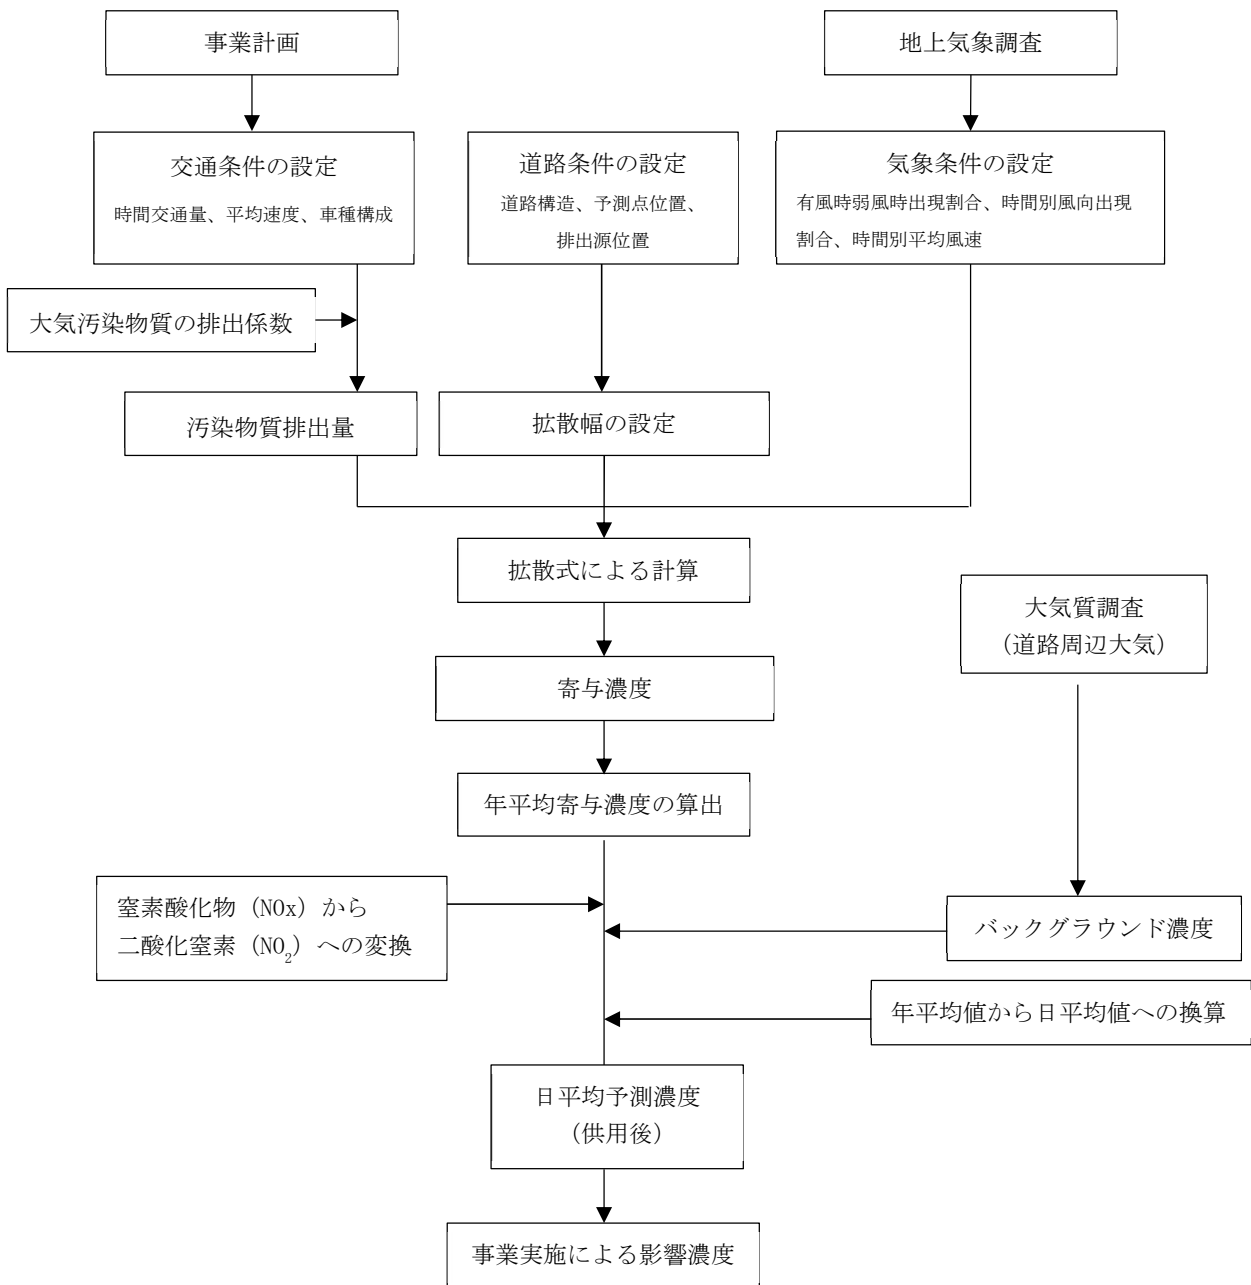 事業計画
地上気象調査
交通条件の設定
時間交通量、平均速度、車種構成
道路条件の設定
道路構造、予測点位置、
排出源位置
気象条件の設定
有風時弱風時出現割合、時間別風向出現
割合、時間別平均風速
大気汚染物質の排出係数
汚染物質排出量
拡散幅の設定
拡散式による計算
大気質調査
（道路周辺大気）
寄与濃度
年平均寄与濃度の算出
窒素酸化物（NOx）から
二酸化窒素（NO₂）への変換
バックグラウンド濃度
年平均値から日平均値への換算
日平均予測濃度
（供用後）
事業実施による影響濃度